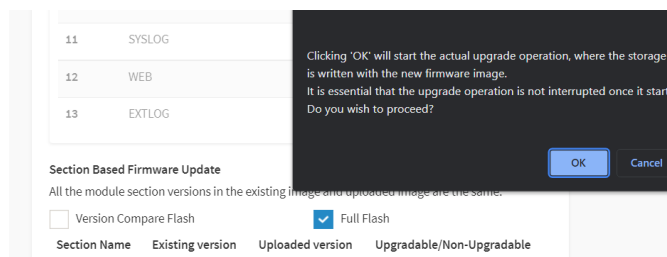 11 SYSLOG
12 WEB
13 EXTLOG
Clicking 'OK' will start the actual upgrade operation, where the storage
is written with the new firmware image.
It is essential that the upgrade operation is not interrupted once it start
Do you wish to proceed?
OK Cancel
Section Based Firmware Update
All the module section versions in the existing image and uploaded image are the same.
Version Compare Flash Full Flash
Section Name Existing version Uploaded version Upgradable/Non-Upgradable